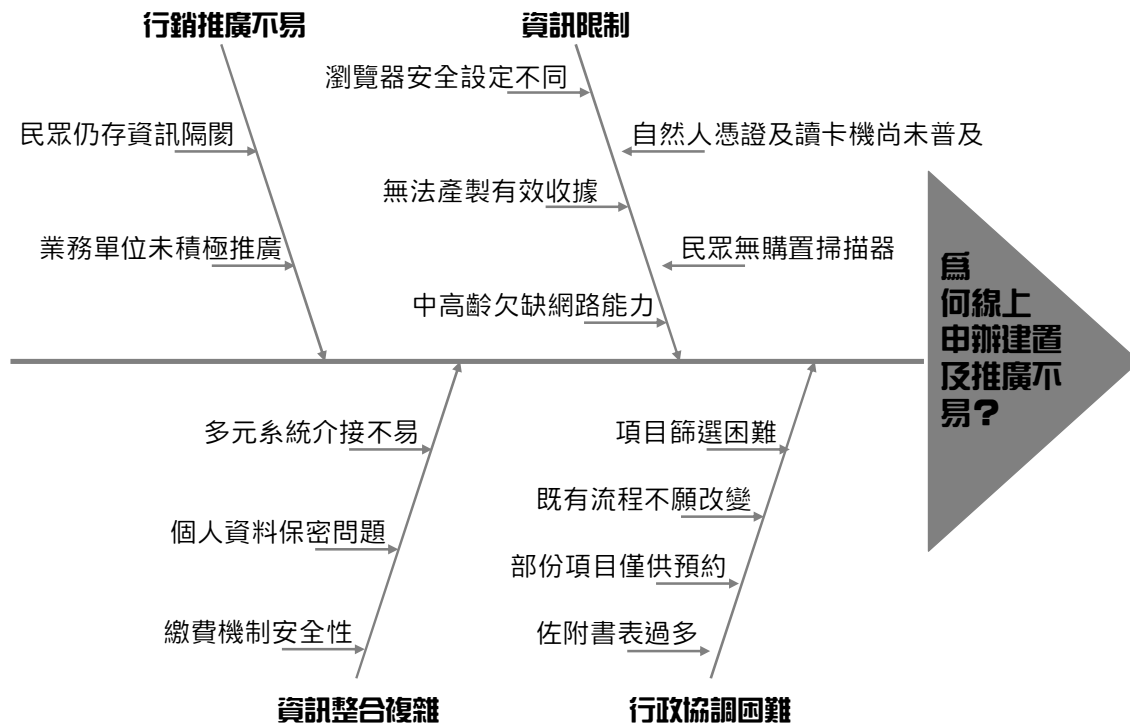 行銷推廣不易
資訊限制
瀏覽器安全設定不同
民眾仍存資訊隔閡
自然人憑證及讀卡機尚未普及
無法產製有效收據
業務單位未積極推廣
民眾無購置掃描器
中高齡欠缺網路能力
為
何線上
申辦建置
及推廣不
易?
多元系統介接不易
項目篩選困難
既有流程不願改變
個人資料保密問題
部份項目僅供預約
繳費機制安全性
佐附書表過多
資訊整合複雜
行政協調困難